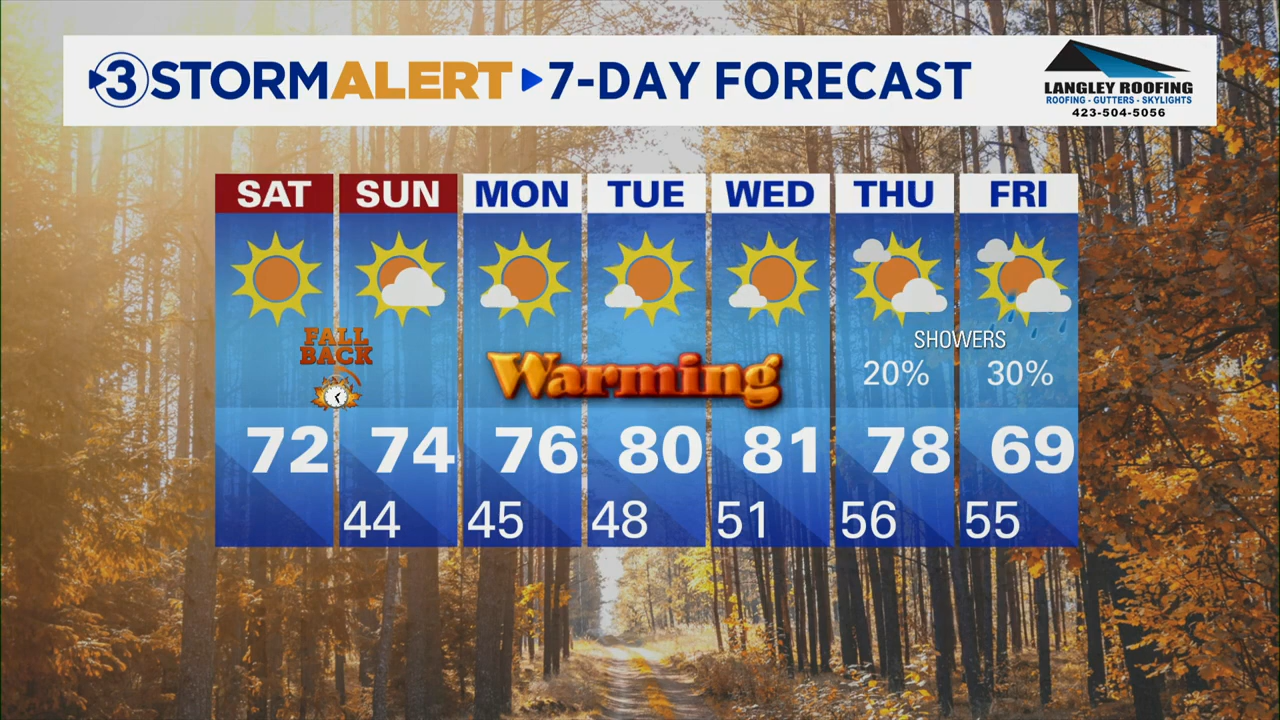 3 STORM ALERT 7-DAY FORECAST
LANGLEY ROOFING
ROOFING - GUTTERS - SKYLIGHTS
423-504-5056
SAT SUN MON TUE WED THU FRI
FALL
BACK
SHOWERS
Warming
20% 30%
72 74 76 80 81 78 69
44 45 48 51 56 55